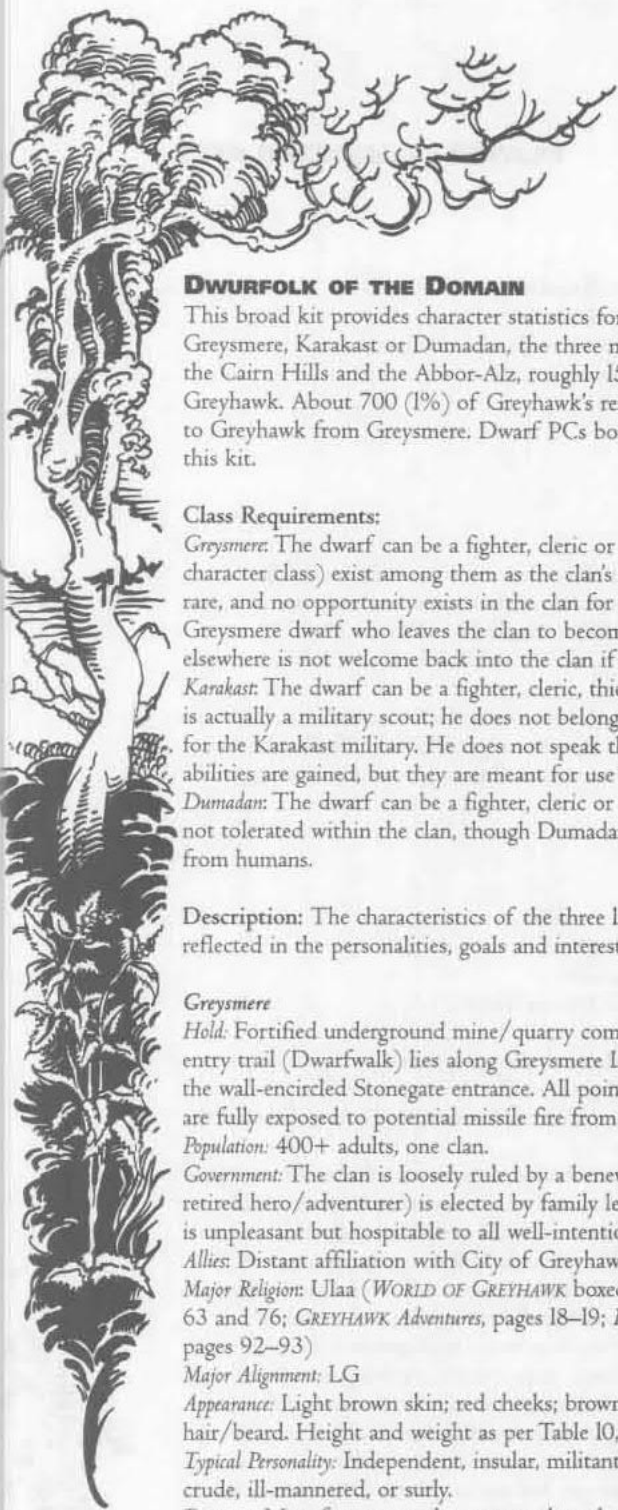 DWURFOLK OF THE DOMAIN
This broad kit provides character statistics for
Greysmere, Karakast or Dumadan, the three m
the Cairn Hills and the Abbor-Alz, roughly 15
Greyhawk. About 700 (1%) of Greyhawk's re
to Greyhawk from Greysmere. Dwarf PCs bo
this kit.
Class Requirements:
Greysmere: The dwarf can be a fighter, cleric or
character class) exist among them as the clan's
rare, and no opportunity exists in the clan for
Greysmere dwarf who leaves the clan to becom
elsewhere is not welcome back into the clan if
Karakast: The dwarf can be a fighter, cleric, thie
is actually a military scout; he does not belong
for the Karakast military. He does not speak th
abilities are gained, but they are meant for use
Dumadan: The dwarf can be a fighter, cleric or
not tolerated within the clan, though Dumada
from humans.
Description: The characteristics of the three l
reflected in the personalities, goals and interest
Greysmere
Hold: Fortified underground mine/quarry com
entry trail (Dwarfwalk) lies along Greysmere L
the wall-encircled Stonegate entrance. All poin
are fully exposed to potential missile fire from
Population: 400+ adults, one clan.
Government: The clan is loosely ruled by a benev
retired hero/adventurer) is elected by family le
is unpleasant but hospitable to all well-intentio
Allies: Distant affiliation with City of Greyhaw
Major Religion: Ulaa (WORLD OF GREYHAWK boxed
63 and 76; GREYHAWK Adventures, pages 18–19;
pages 92–93)
Major Alignment: LG
Appearance: Light brown skin; red cheeks; brown
hair/beard. Height and weight as per Table 10,
Typical Personality: Independent, insular, militant
crude, ill-mannered, or surly.